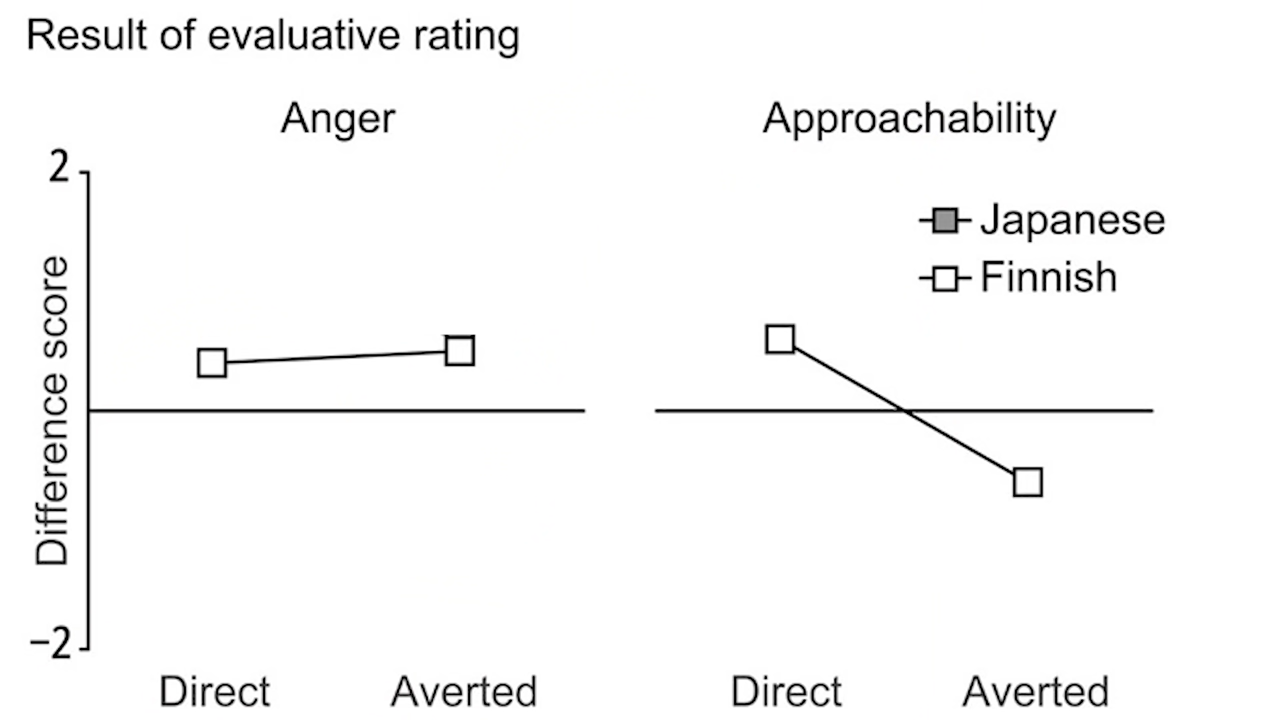 Result of evaluative rating
Anger
Approachability
2
Japanese
Finnish
Difference score
−2
Direct
Averted
Direct
Averted